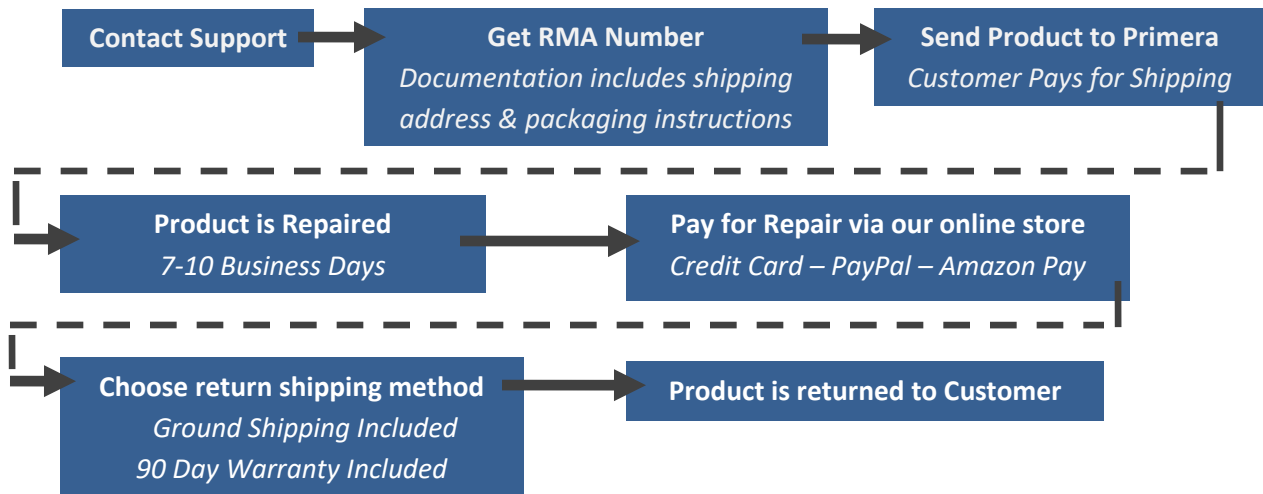 Contact Support
Get RMA Number
Documentation includes shipping
address & packaging instructions
Send Product to Primera
Customer Pays for Shipping
Product is Repaired
7-10 Business Days
Pay for Repair via our online store
Credit Card – PayPal – Amazon Pay
Choose return shipping method
Ground Shipping Included
90 Day Warranty Included
Product is returned to Customer